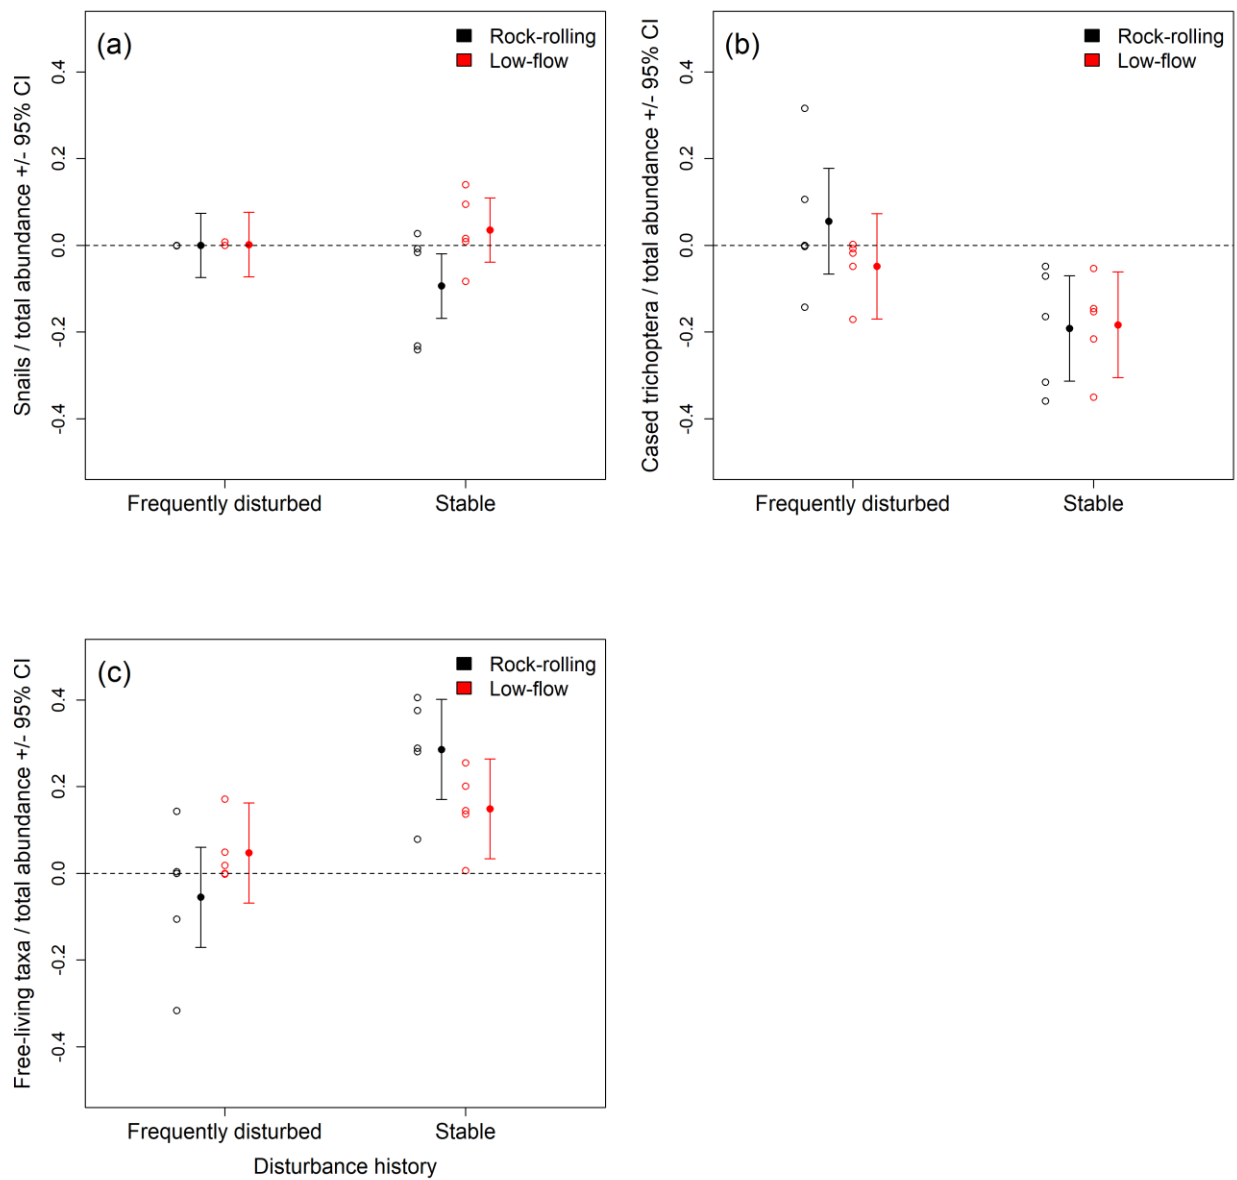 (a)
Rock-rolling
Low-flow
Snails / total abundance +/- 95% CI
0.4
0.2
0.0
-0.2
-0.4
Frequently disturbed
Stable
(b)
Rock-rolling
Low-flow
Cased trichoptera / total abundance +/- 95% CI
0.4
0.2
0.0
-0.2
-0.4
Frequently disturbed
Stable
(c)
Rock-rolling
Low-flow
Free-living taxa / total abundance +/- 95% CI
0.4
0.2
0.0
-0.2
-0.4
Frequently disturbed
Stable
Disturbance history